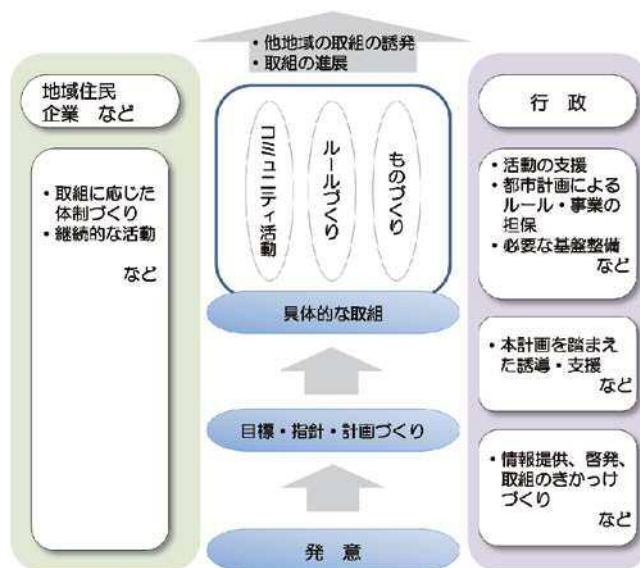 ・他地域の取組の誘発
・取組の進展
地域住民
企業 など
・取組に応じた
体制づくり
・継続的な活動
など
コミュニティ活動
ルールづくり
ものづくり
具体的な取組
目標・指針・計画づくり
発 意
行 政
・活動の支援
・都市計画による
ルール・事業の
担保
・必要な基盤整備
など
・本計画を踏まえ
た誘導・支援
など
・情報提供、啓発、
取組のきっかけ
づくり
など